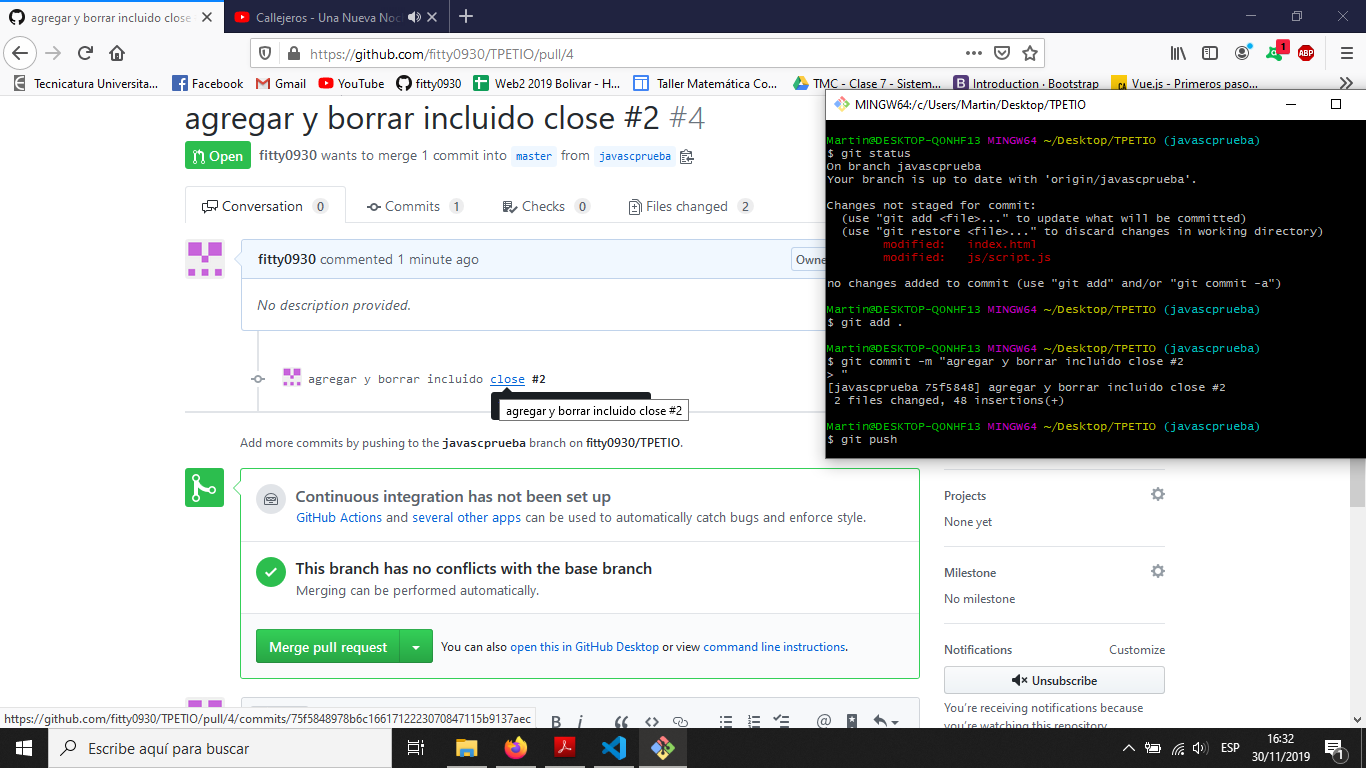 agregar y borrar incluido close
Callejeros - Una Nueva Noc
https://github.com/fitty0930/TPETIO/pull/4
1
ABP
Tecnicatura Universita...
Facebook
Gmail
YouTube
fitty0930
Web2 2019 Bolivar - H...
Taller Matemática Co...
TMC - Clase 7 - Sistem...
Introduction · Bootstrap
Vue.js - Primeros paso...
agregar y borrar incluido close #2 #4
Open
fitty0930 wants to merge 1 commit into master from javascprueba
Conversation 0
Commits 1
Checks 0
Files changed 2
fitty0930 commented 1 minute ago
Owne
No description provided.
agregar y borrar incluido close #2
agregar y borrar incluido close #2
Add more commits by pushing to the javascprueba branch on fitty0930/TPETIO.
Continuous integration has not been set up
GitHub Actions and several other apps can be used to automatically catch bugs and enforce style.
This branch has no conflicts with the base branch
Merging can be performed automatically.
Merge pull request
You can also open this in GitHub Desktop or view command line instructions.
Projects
None yet
Milestone
No milestone
Notifications
Customize
Unsubscribe
You're receiving notifications because
you're watching this repository.
https://github.com/fitty0930/TPETIO/pull/4/commits/75f5848978b6c1661712223070847115b9137aec
MINGW64:/c/Users/Martin/Desktop/TPETIO
Martin@DESKTOP-Q0NHF13 MINGW64 ~/Desktop/TPETIO (javascprueba)
$ git status
On branch javascprueba
Your branch is up to date with 'origin/javascprueba'.
Changes not staged for commit:
(use "git add <file>..." to update what will be committed)
(use "git restore <file>..." to discard changes in working directory)
modified:   index.html
modified:   js/script.js
no changes added to commit (use "git add" and/or "git commit -a")
Martin@DESKTOP-Q0NHF13 MINGW64 ~/Desktop/TPETIO (javascprueba)
$ git add .
Martin@DESKTOP-Q0NHF13 MINGW64 ~/Desktop/TPETIO (javascprueba)
$ git commit -m "agregar y borrar incluido close #2
> "
[javascprueba 75f5848] agregar y borrar incluido close #2
2 files changed, 48 insertions(+)
Martin@DESKTOP-Q0NHF13 MINGW64 ~/Desktop/TPETIO (javascprueba)
$ git push
Escribe aquí para buscar
ESP
16:32
30/11/2019
1